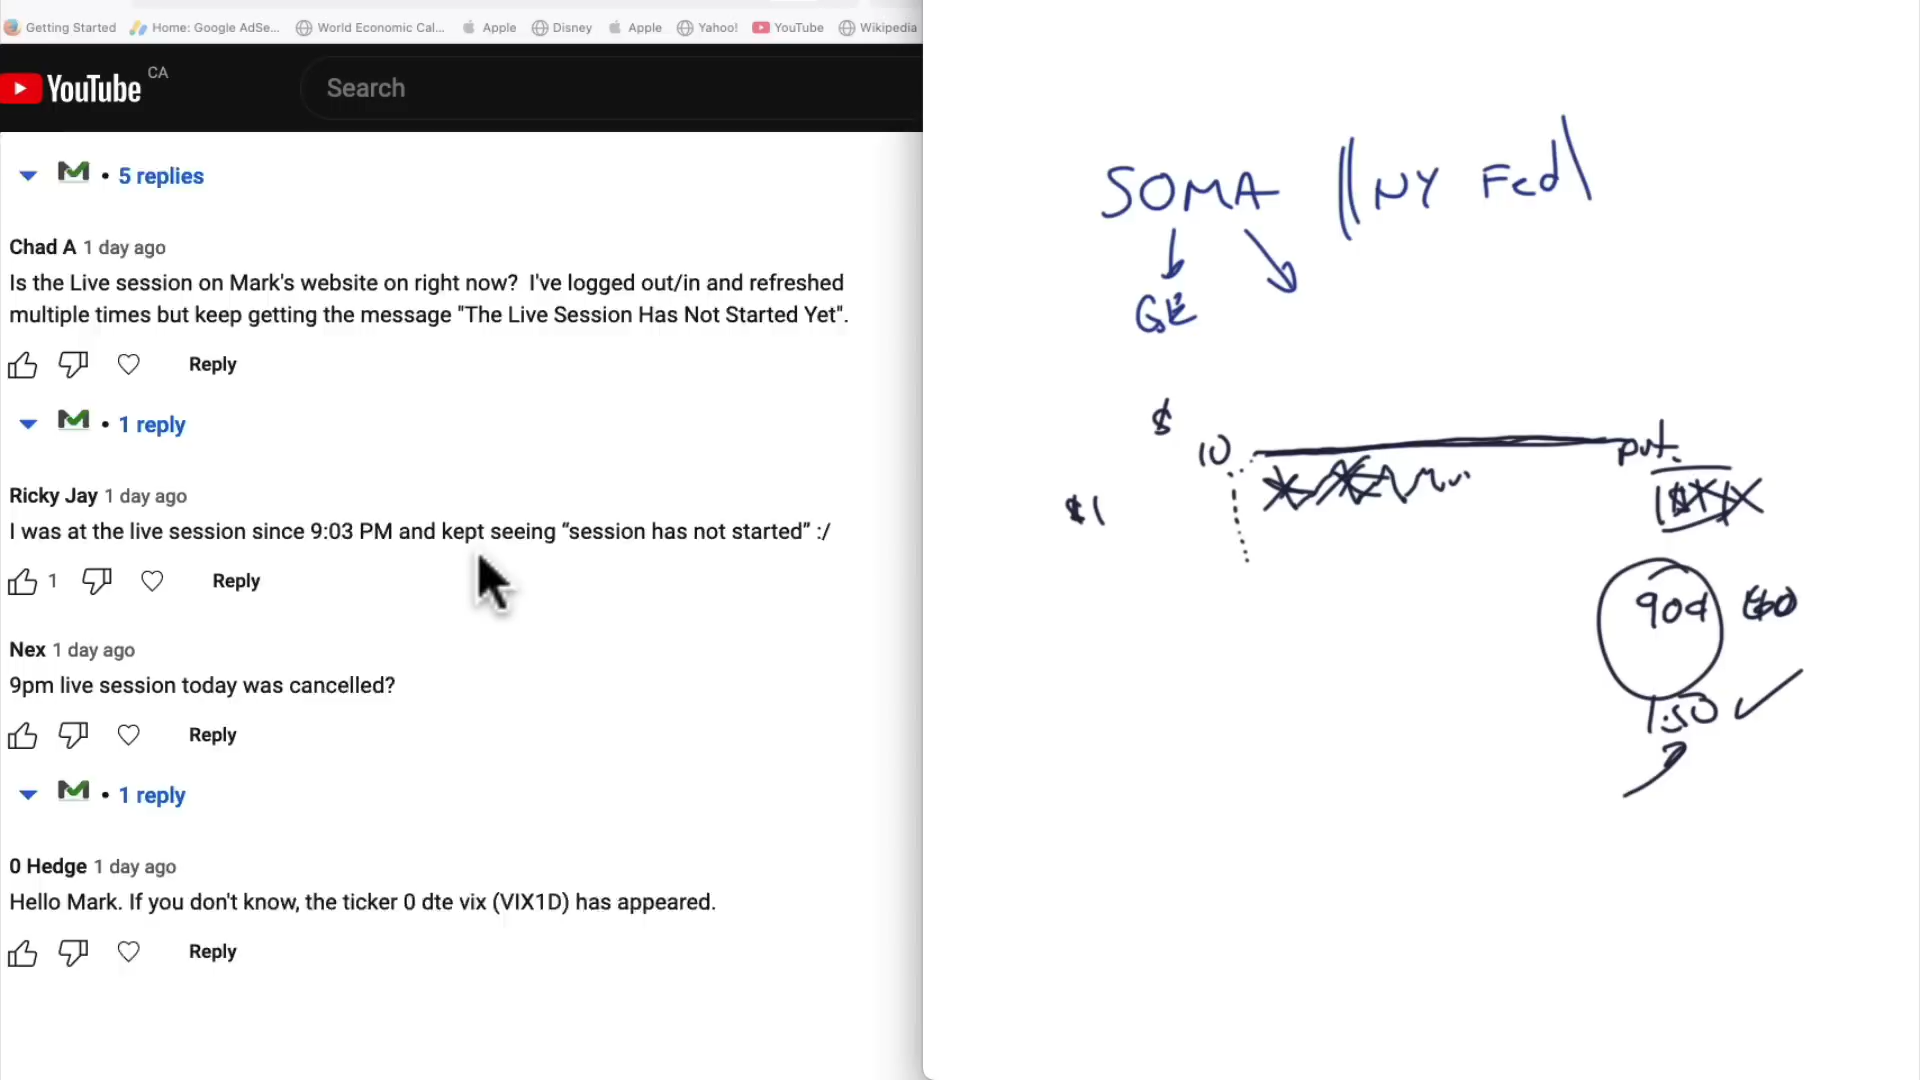 Getting Started Home: Google AdSe... World Economic Cal... Apple Disney Apple Yahoo! YouTube Wikipedia
YouTube CA
Search
• 5 replies
Chad A 1 day ago
Is the Live session on Mark's website on right now? I've logged out/in and refreshed
multiple times but keep getting the message "The Live Session Has Not Started Yet".
Reply
• 1 reply
Ricky Jay 1 day ago
I was at the live session since 9:03 PM and kept seeing “session has not started” :/
1 Reply
Nex 1 day ago
9pm live session today was cancelled?
Reply
• 1 reply
0 Hedge 1 day ago
Hello Mark. If you don't know, the ticker 0 dte vix (VIX1D) has appeared.
Reply
SOMA NY Fed
$
10 put
$1
90d
1.50